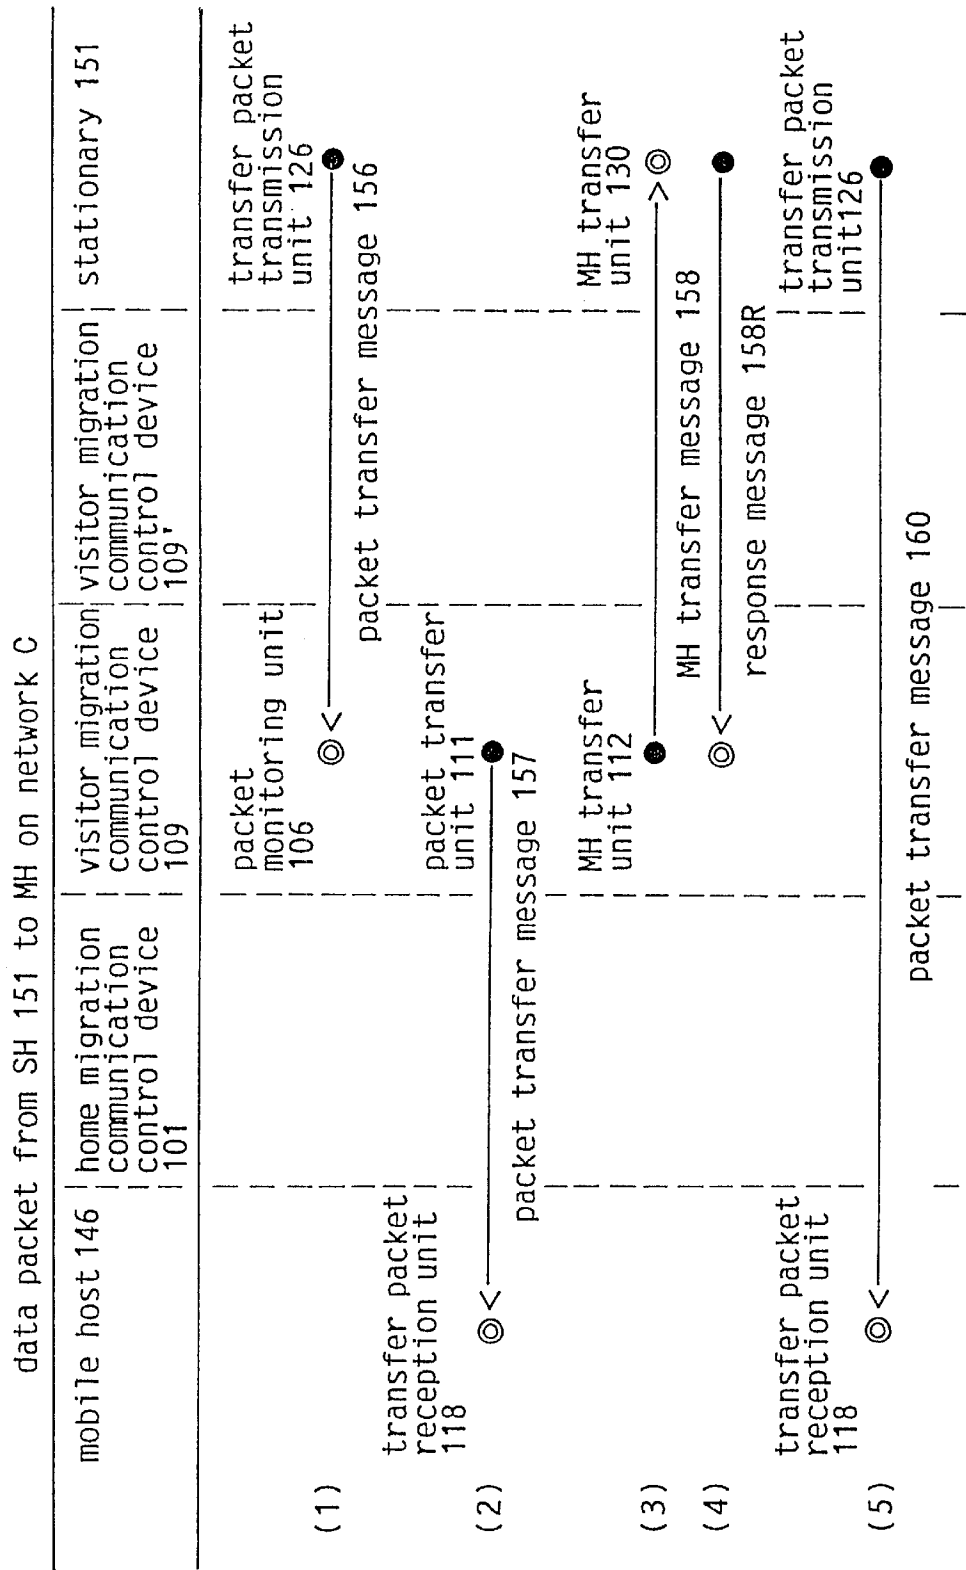 data packet from SH 151 to MH on network C
mobile host 146
home migration
communication
control device
101
visitor migration
communication
control device
109
visitor migration
communication
control device
109'
stationary 151
(1)
packet
monitoring unit
106
transfer packet
transmission
unit 126
packet transfer message 156
(2)
transfer packet
reception unit
118
packet transfer
unit 111
packet transfer message 157
(3)
MH transfer
unit 112
MH transfer
unit 130
MH transfer message 158
(4)
response message 158R
(5)
transfer packet
reception unit
118
transfer packet
transmission
unit126
packet transfer message 160